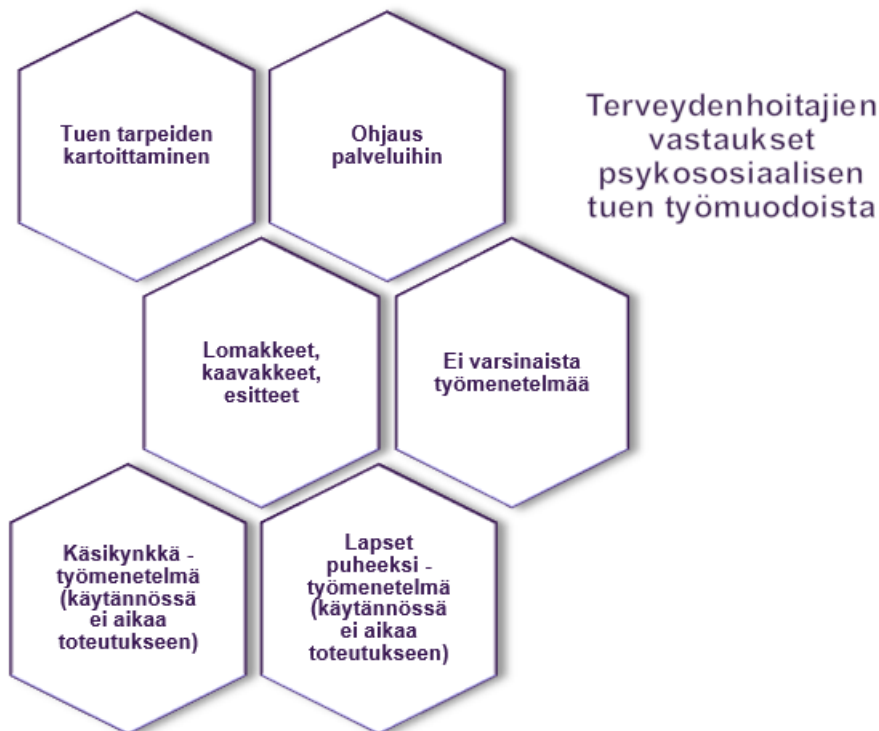 Tuen tarpeiden
kartoittaminen
Ohjaus
palveluihin
Terveydenhoitajien
vastaukset
psykososiaalisen
tuen työmuodoista
Lomakkeet,
kaavakkeet,
esitteet
Ei varsinaista
työmenetelmää
Käsikynkkä -
työmenetelmä
(käytännössä
ei aikaa
toteutukseen)
Lapset
puheeksi -
työmenetelmä
(käytännössä
ei aikaa
toteutukseen)